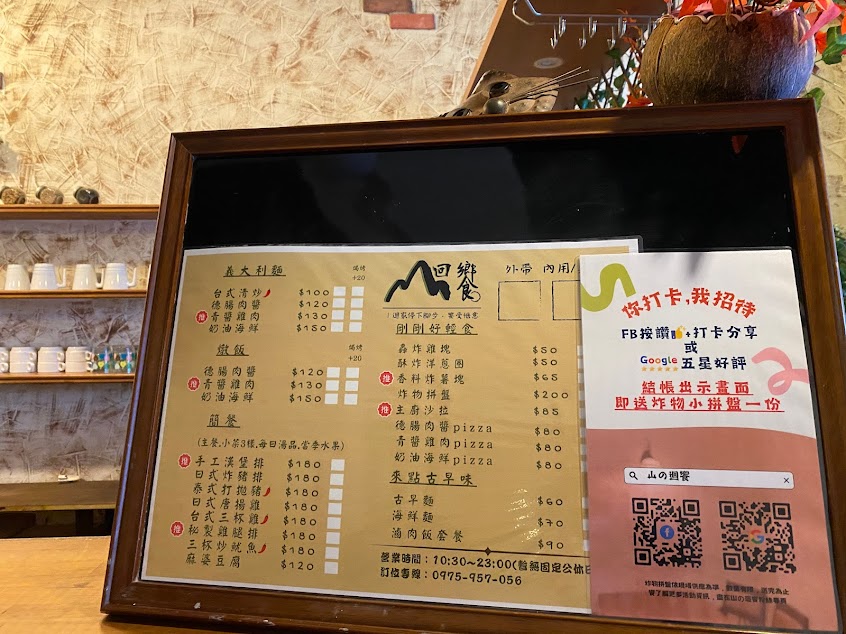 義大利麵
焗烤
+20
台式清炒 $100
德腸肉醬 $120
推 青醬雞肉 $130
奶油海鮮 $150
燉飯
焗烤
+20
德腸肉醬 $120
推 青醬雞肉 $130
奶油海鮮 $150
簡餐
(主餐.小菜3樣.每日湯品.當季水果)
推 手工漢堡排 $180
日式炸豬排 $180
泰式打拋豬 $180
日式唐揚雞 $180
台式三杯雞 $180
推 秘製雞腿排 $180
三杯炒魷魚 $180
麻婆豆腐 $120
回鄉食
外帶 內用/
剛剛好輕食
轟炸雞塊 $50
酥炸洋蔥圈 $50
推 香料炸薯塊 $65
炸物拼盤 $200
推 主廚沙拉 $85
德腸肉醬pizza $80
青醬雞肉pizza $80
奶油海鮮pizza $80
來點古早味
古早麵 $60
海鮮麵 $70
滷肉飯套餐 $90
營業時間：10:30~23:00
訂位專線：0975-957-056
你打卡,我招待
FB按讚+打卡分享
或
Google 五星好評
結帳出示畫面
即送炸物小拼盤一份
山の迴饗